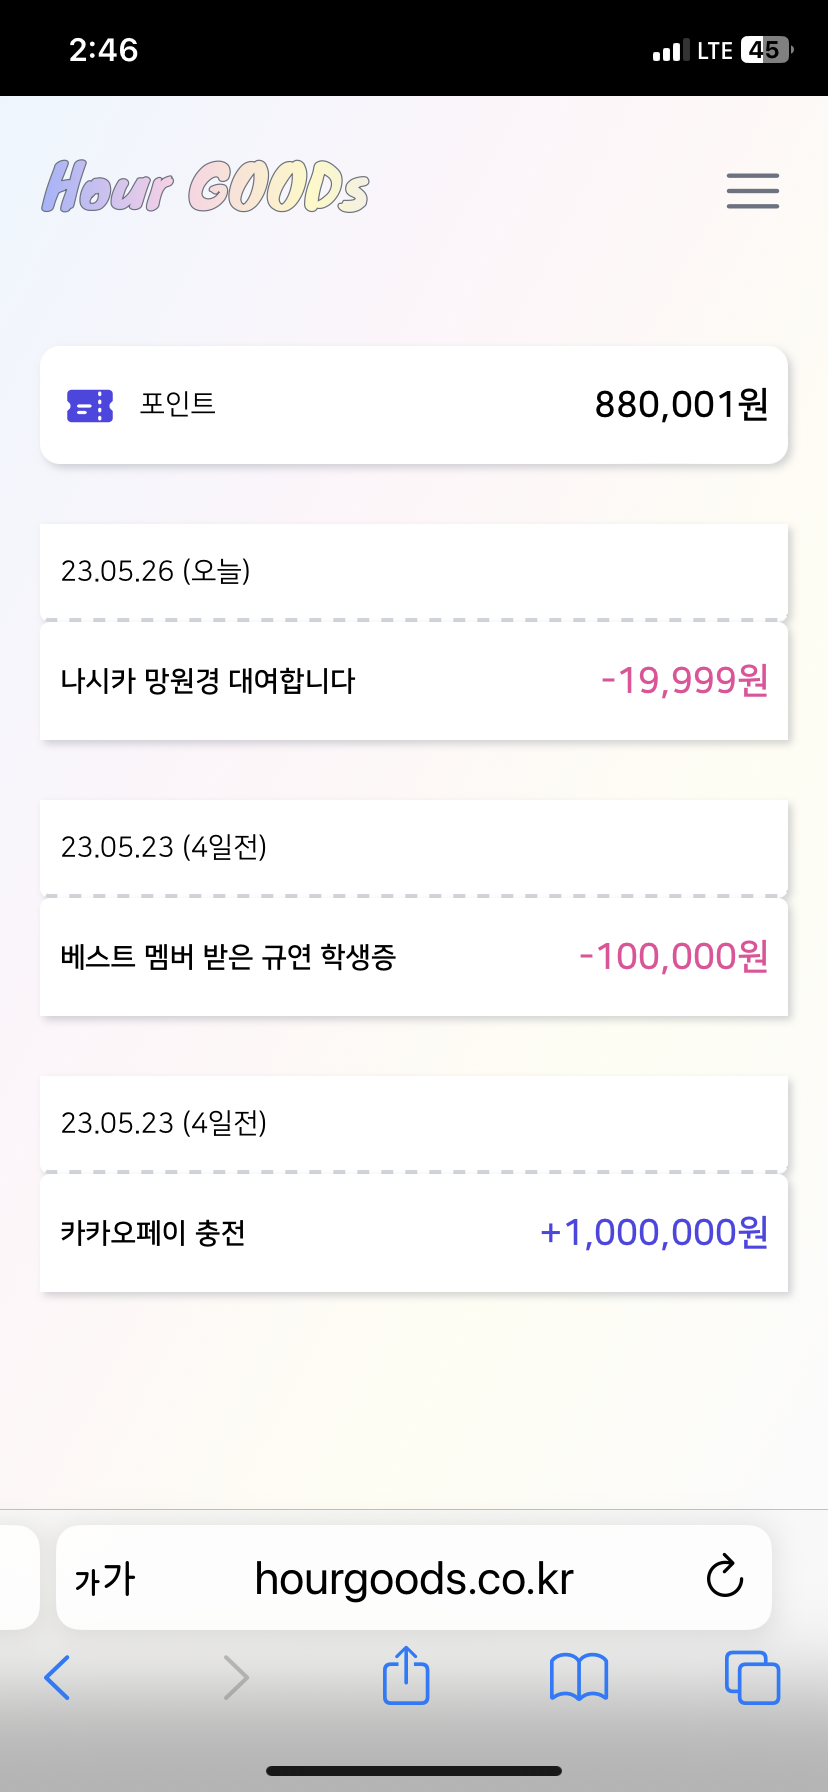 2:46
LTE 45
Hour GOODs
포인트 880,001원
23.05.26 (오늘)
나시카 망원경 대여합니다 -19,999원
23.05.23 (4일전)
베스트 멤버 받은 규연 학생증 -100,000원
23.05.23 (4일전)
카카오페이 충전 +1,000,000원
가가 hourgoods.co.kr